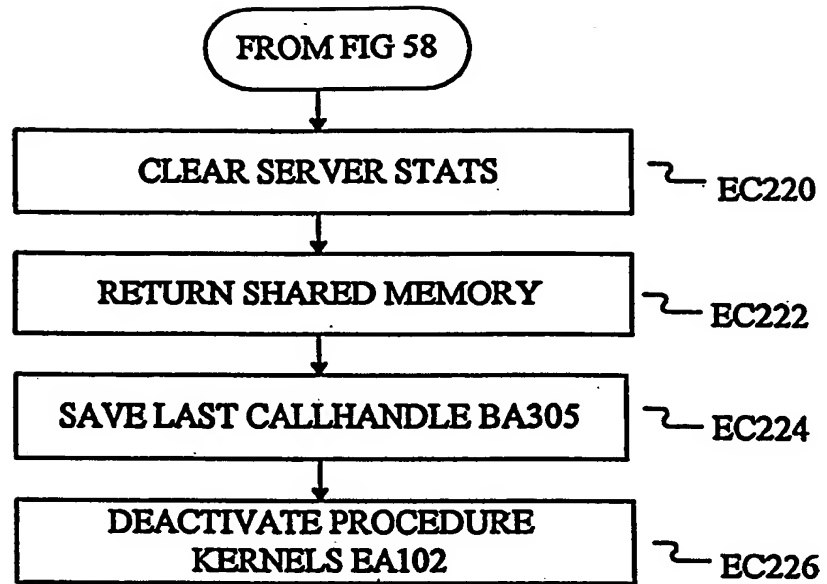 FROM FIG 58
CLEAR SERVER STATS
EC220
RETURN SHARED MEMORY
EC222
SAVE LAST CALLHANDLE BA305
EC224
DEACTIVATE PROCEDURE
KERNELS EA102
EC226